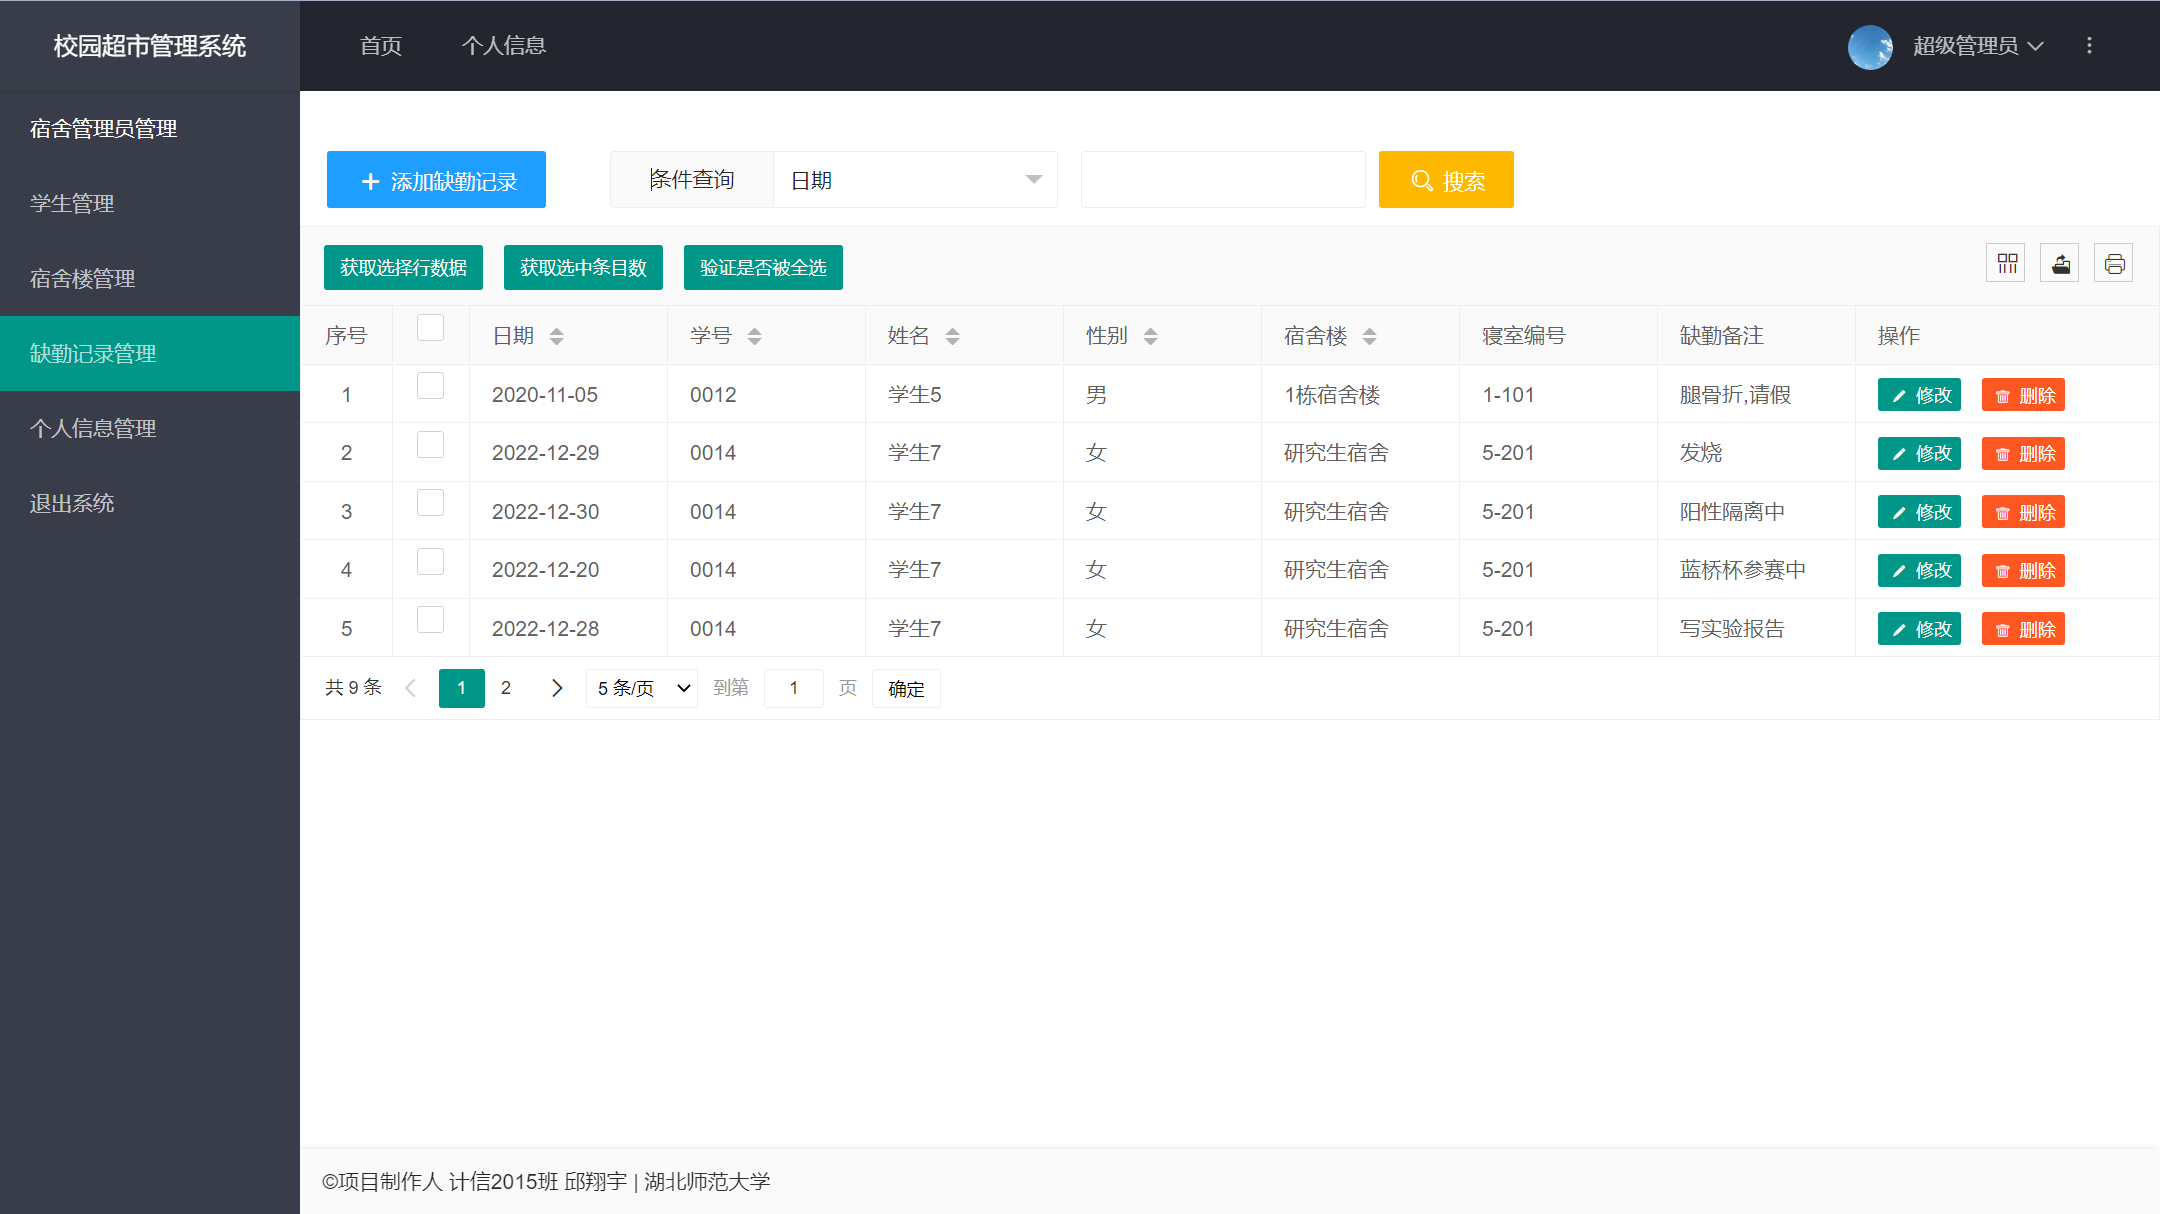 校园超市管理系统 首页 个人信息 超级管理员
宿舍管理员管理
学生管理
宿舍楼管理
缺勤记录管理
个人信息管理
退出系统
添加缺勤记录 条件查询 日期 搜索
获取选择行数据 获取选中条目数 验证是否被全选
序号 日期 学号 姓名 性别 宿舍楼 寝室编号 缺勤备注 操作
1 2020-11-05 0012 学生5 男 1栋宿舍楼 1-101 腿骨折,请假 修改 删除
2 2022-12-29 0014 学生7 女 研究生宿舍 5-201 发烧 修改 删除
3 2022-12-30 0014 学生7 女 研究生宿舍 5-201 阳性隔离中 修改 删除
4 2022-12-20 0014 学生7 女 研究生宿舍 5-201 蓝桥杯参赛中 修改 删除
5 2022-12-28 0014 学生7 女 研究生宿舍 5-201 写实验报告 修改 删除
共 9 条 1 2 5 条/页 到第 1 页 确定
©项目制作人 计信2015班 邱翔宇 | 湖北师范大学